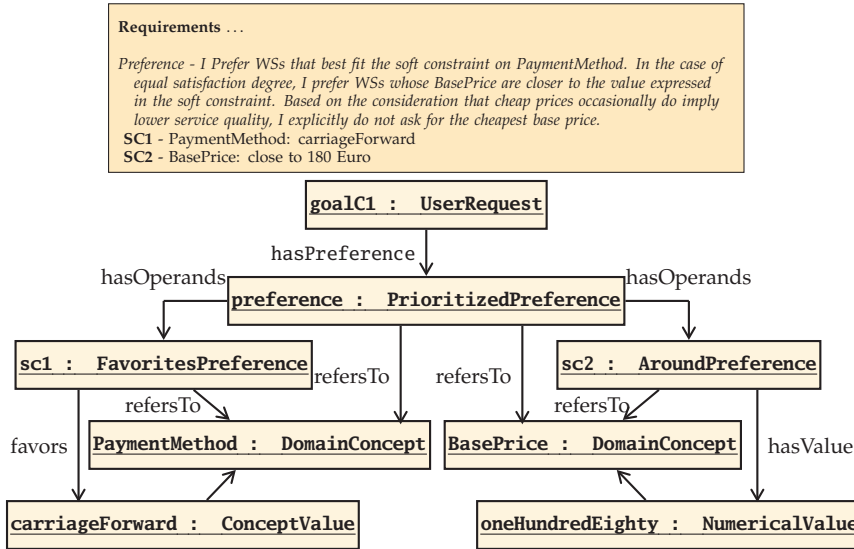 Requirements ...
Preference - I Prefer WSs that best fit the soft constraint on PaymentMethod. In the case of
equal satisfaction degree, I prefer WSs whose BasePrice are closer to the value expressed
in the soft constraint. Based on the consideration that cheap prices occasionally do imply
lower service quality, I explicitly do not ask for the cheapest base price.
SC1 - PaymentMethod: carriageForward
SC2 - BasePrice: close to 180 Euro
goalC1 : UserRequest
hasPreference
hasOperands
hasOperands
preference : PrioritizedPreference
sc1 : FavoritesPreference
refersTo
refersTo
sc2 : AroundPreference
refersTo
refersTo
favors
PaymentMethod : DomainConcept
BasePrice : DomainConcept
hasValue
carriageForward : ConceptValue
oneHundredEighty : NumericalValue